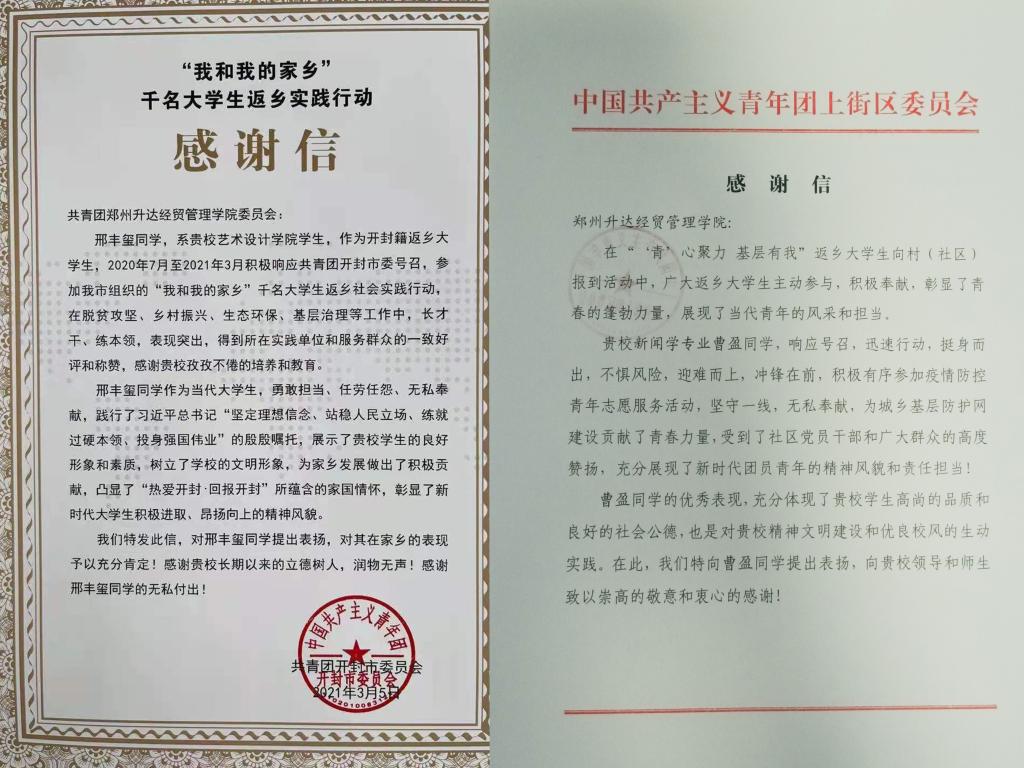 “我和我的家乡”
千名大学生返乡实践行动
感谢信
共青团郑州升达经贸管理学院委员会：
邢丰玺同学，系贵校艺术设计学院学生，作为开封籍返乡大
学生，2020年7月至2021年3月积极响应共青团开封市委号召，参
加我市组织的“我和我的家乡”千名大学生返乡社会实践行动，
在脱贫攻坚、乡村振兴、生态环保、基层治理等工作中，长才
干、练本领，表现突出，得到所在实践单位和服务群众的一致好
评和称赞，感谢贵校孜孜不倦的培养和教育。
邢丰玺同学作为当代大学生，勇敢担当、任劳任怨、无私奉
献，践行了习近平总书记“坚定理想信念、站稳人民立场、练就
过硬本领、投身强国伟业”的殷殷嘱托，展示了贵校学生的良好
形象和素质，树立了学校的文明形象，为家乡发展做出了积极贡
献，凸显了“热爱开封·回报开封”所蕴含的家国情怀，彰显了新
时代大学生积极进取、昂扬向上的精神风貌。
我们特发此信，对邢丰玺同学提出表扬，对其在家乡的表现
予以充分肯定！感谢贵校长期以来的立德树人，润物无声！感谢
邢丰玺同学的无私付出！
中国共产主义青年团
共青团开封市委员会
开封市委员会
2021年3月5日
中国共产主义青年团上街区委员会
感 谢 信
郑州升达经贸管理学院：
在“‘青’心聚力 基层有我”返乡大学生向村（社区）
报到活动中，广大返乡大学生主动参与，积极奉献，彰显了青
春的蓬勃力量，展现了当代青年的风采和担当。
贵校新闻学专业曹盈同学，响应号召，迅速行动，挺身而
出，不惧风险，迎难而上，冲锋在前，积极有序参加疫情防控
青年志愿服务活动，坚守一线，无私奉献，为城乡基层防护网
建设贡献了青春力量，受到了社区党员干部和广大群众的高度
赞扬，充分展现了新时代团员青年的精神风貌和责任担当！
曹盈同学的优秀表现，充分体现了贵校学生高尚的品质和
良好的社会公德，也是对贵校精神文明建设和优良校风的生动
实践。在此，我们特向曹盈同学提出表扬，向贵校领导和师生
致以崇高的敬意和衷心的感谢！